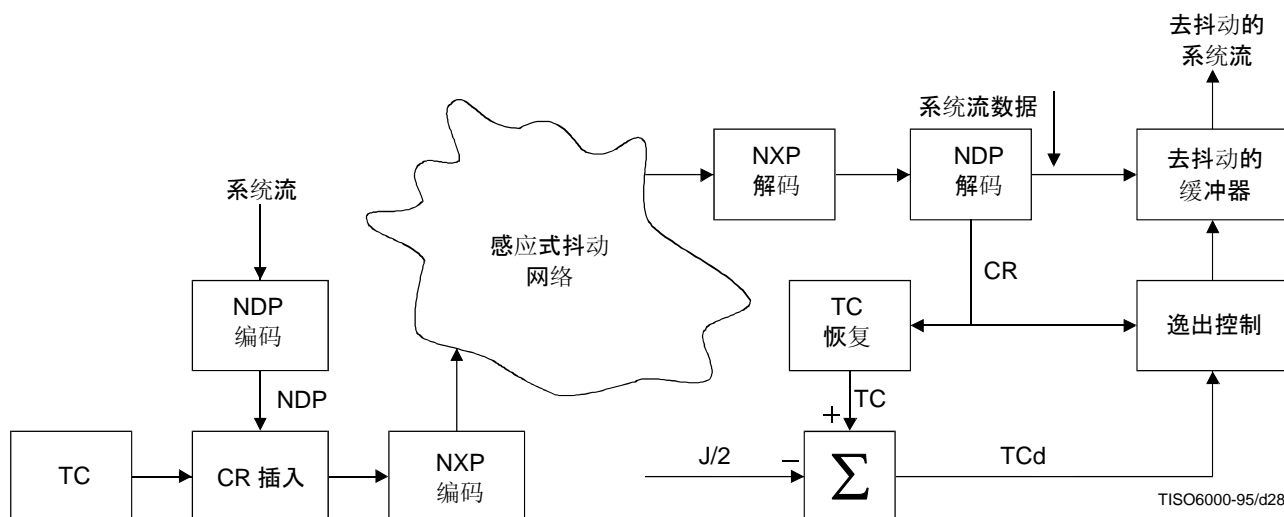 去抖动的
系统流
系统流数据
NXP
解码
NDP
解码
去抖动的
缓冲器
系统流
感应式抖动
网络
CR
NDP
编码
TC
恢复
逸出控制
NDP
TC
+
TC
CR 插入
NXP
编码
J/2
−
Σ
TCd
TISO6000-95/d28